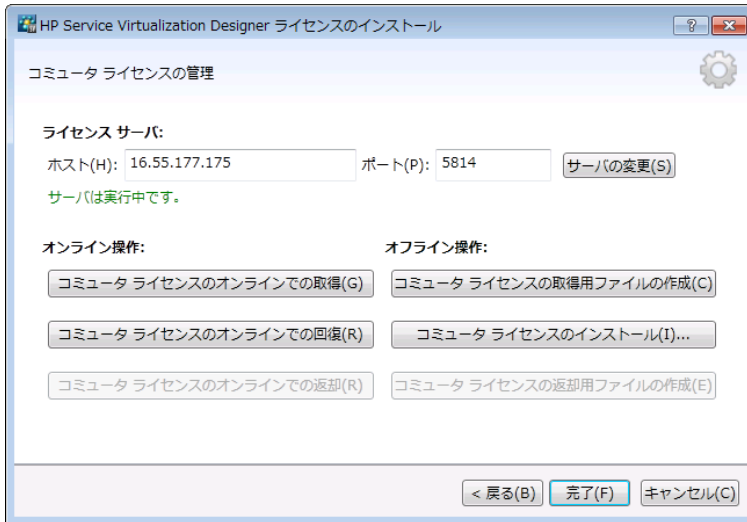 HP Service Virtualization Designer ライセンスのインストール
コミュータ ライセンスの管理
ライセンス サーバ:
ホスト(H): 16.55.177.175 ポート(P): 5814 サーバの変更(S)
サーバは実行中です。
オンライン操作: オフライン操作:
コミュータ ライセンスのオンラインでの取得(G) コミュータ ライセンスの取得用ファイルの作成(C)
コミュータ ライセンスのオンラインでの回復(R) コミュータ ライセンスのインストール(I)...
コミュータ ライセンスのオンラインでの返却(R) コミュータ ライセンスの返却用ファイルの作成(E)
< 戻る(B) 完了(F) キャンセル(C)